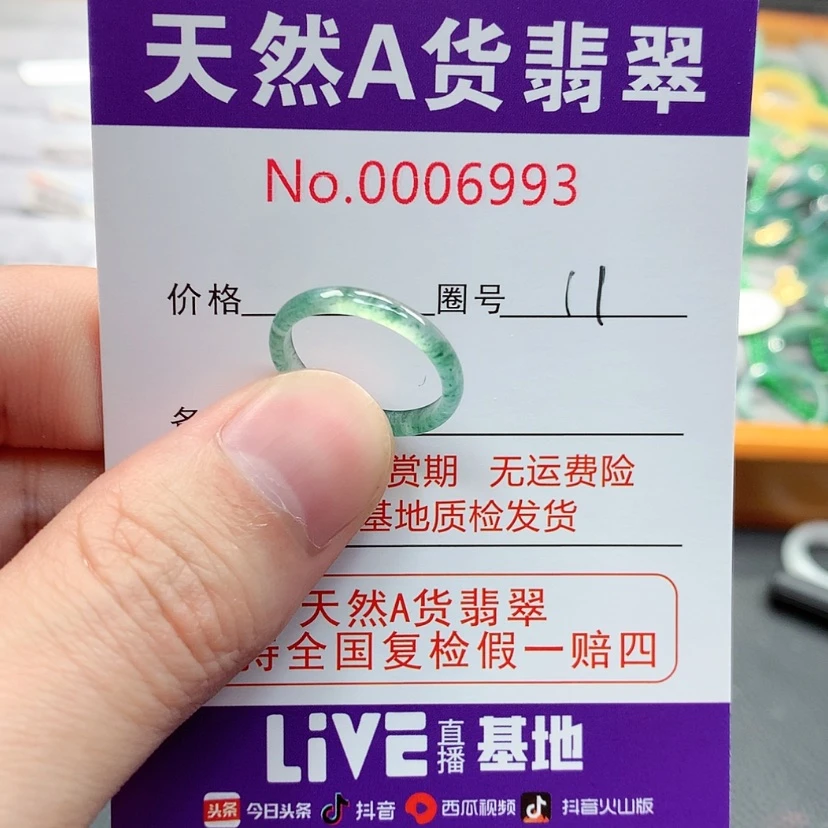 天然A货翡翠
No.0006993
价格 圈号 11
赏期 无运费险
基地质检发货
天然A货翡翠
持全国复检假一赔四
LiVE 直播 基地
头条 今日头条 抖音 西瓜视频 抖音火山版